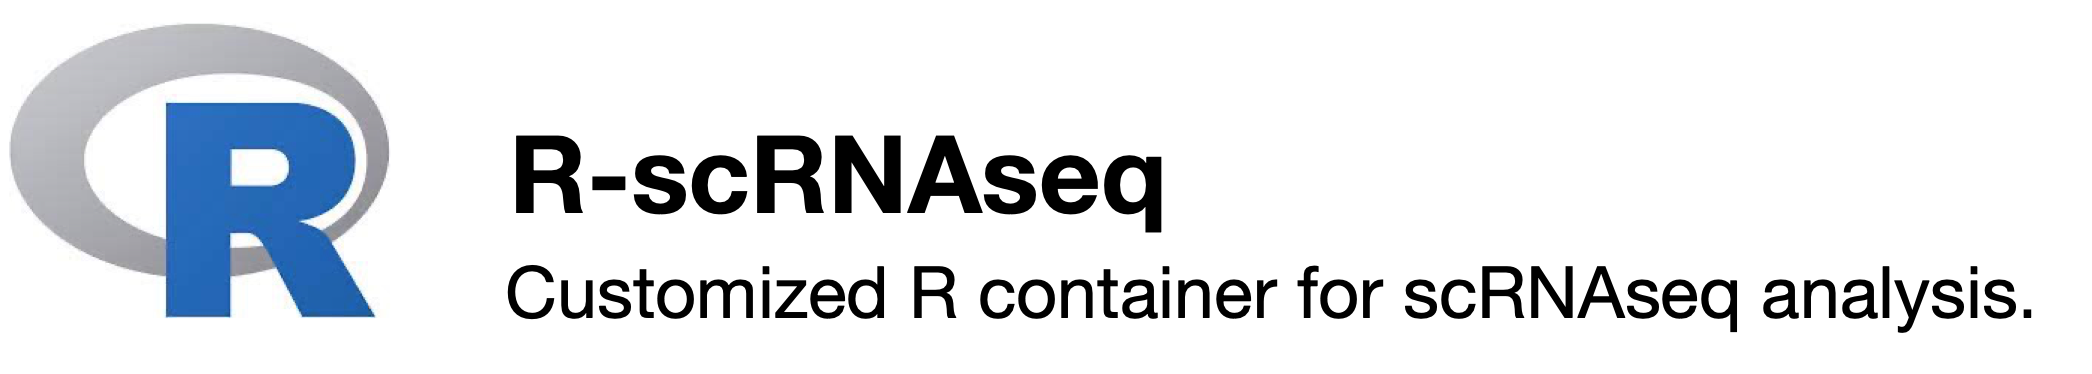 R
R-scRNAseq
Customized R container for scRNAseq analysis.